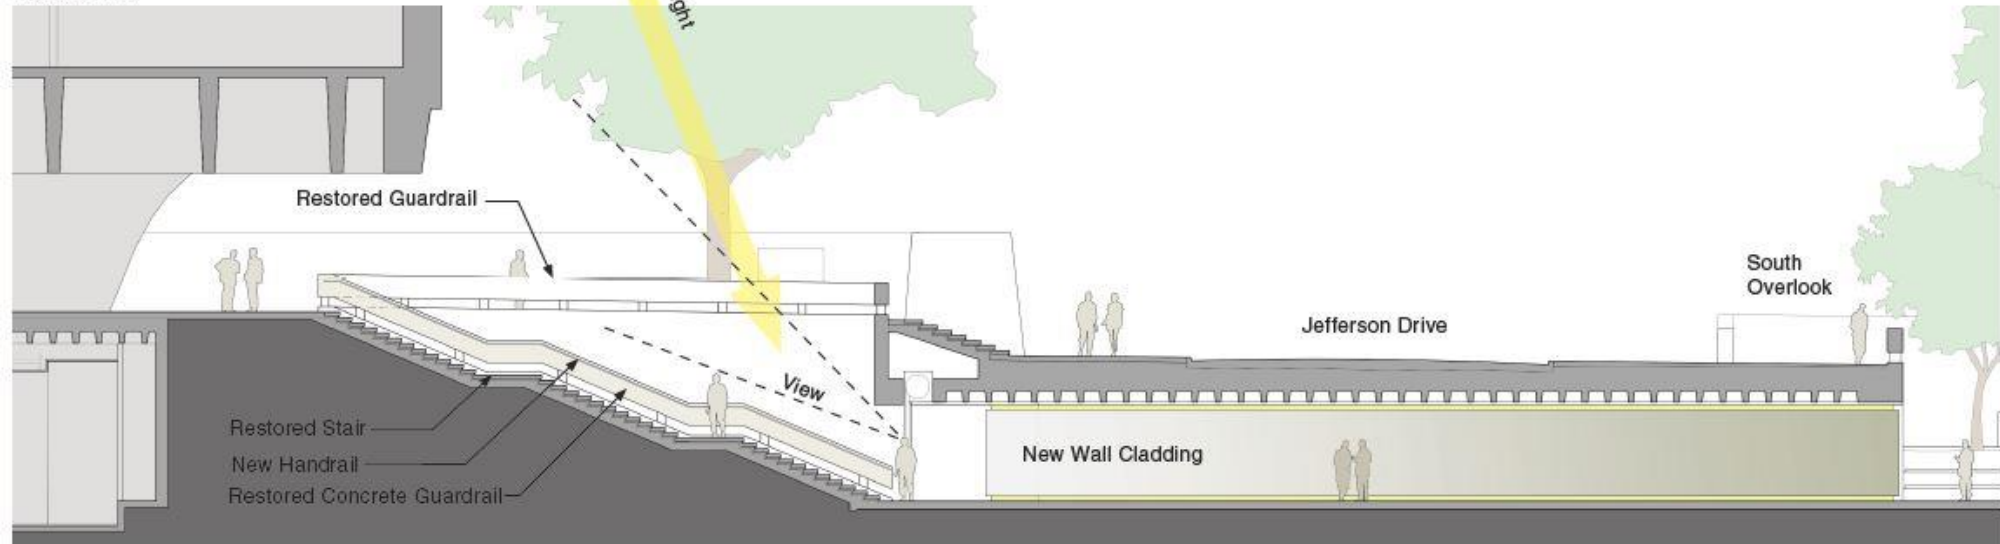 Restored Guardrail
South
Overlook
Jefferson Drive
View
Restored Stair
New Handrail
Restored Concrete Guardrail
New Wall Cladding